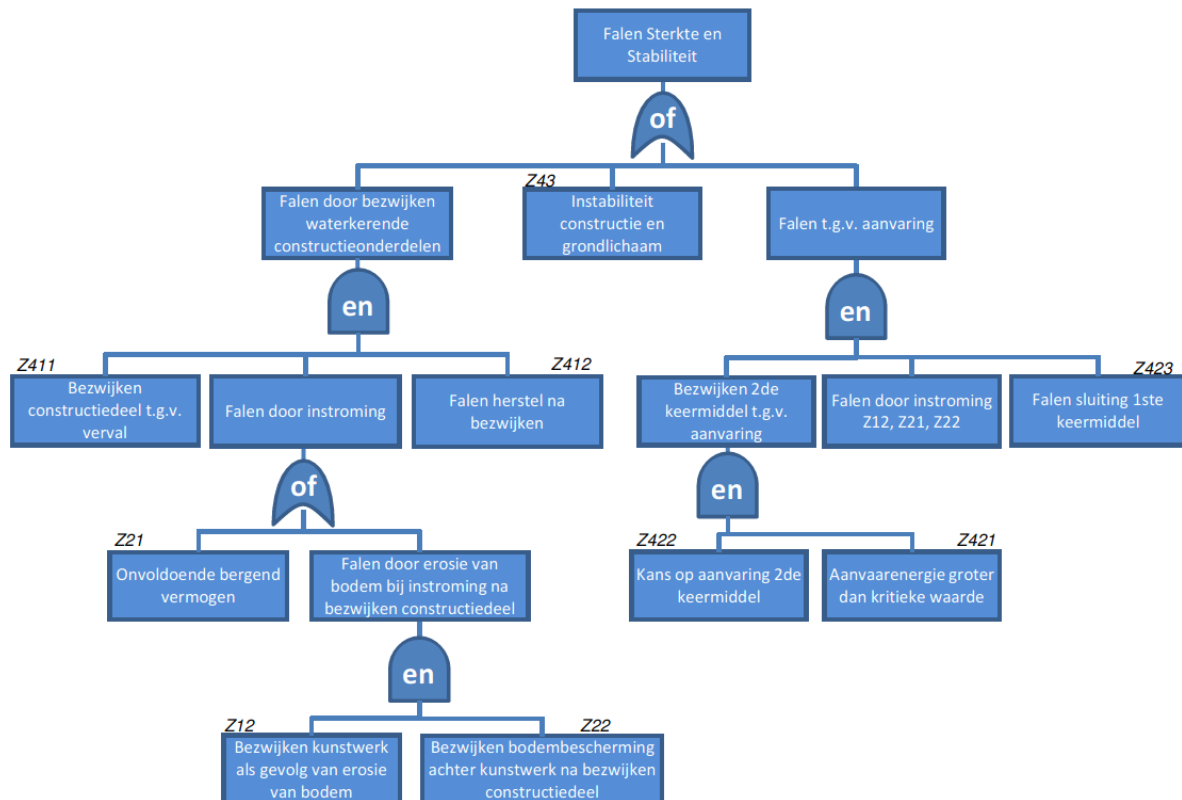 Falen Sterkte en
Stabiliteit
of
Z43
Falen door bezwijken
waterkerende
constructieonderdelen
Instabiliteit
constructie en
grondlichaam
Falen t.g.v. aanvaring
en
en
Z411
Bezwijken
constructiedeel t.g.v.
verval
Falen door instroming
Z412
Falen herstel na
bezwijken
Bezwijken 2de
keermiddel t.g.v.
aanvaring
Falen door instroming
Z12, Z21, Z22
Z423
Falen sluiting 1ste
keermiddel
of
en
Z21
Onvoldoende bergend
vermogen
Falen door erosie van
bodem bij instroming na
bezwijken constructiedeel
Z422
Kans op aanvaring 2de
keermiddel
Z421
Aanvaarenergie groter
dan kritieke waarde
en
Z12
Bezwijken kunstwerk
als gevolg van erosie
van bodem
Z22
Bezwijken bodembescherming
achter kunstwerk na bezwijken
constructiedeel